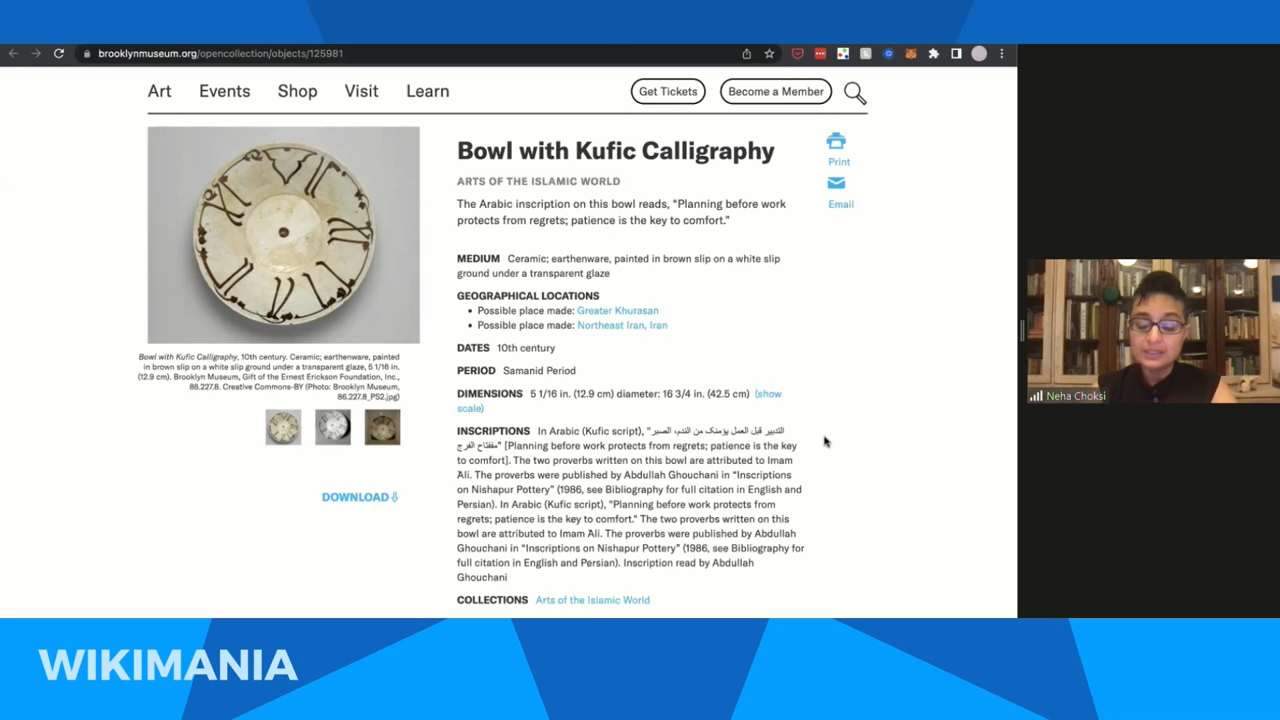 brooklynmuseum.org/opencollection/objects/125981
Art Events Shop Visit Learn
Get Tickets Become a Member
Bowl with Kufic Calligraphy
ARTS OF THE ISLAMIC WORLD
The Arabic inscription on this bowl reads, “Planning before work
protects from regrets; patience is the key to comfort.”
Print
Email
MEDIUM Ceramic; earthenware, painted in brown slip on a white slip
ground under a transparent glaze
GEOGRAPHICAL LOCATIONS
• Possible place made: Greater Khurasan
• Possible place made: Northeast Iran, Iran
DATES 10th century
PERIOD Samanid Period
DIMENSIONS 5 1/16 in. (12.9 cm) diameter: 16 3/4 in. (42.5 cm) (show
scale)
INSCRIPTIONS In Arabic (Kufic script), "التدبير قبل العمل يؤمنك من الندم، الصبر
مفتاح الفرج" [Planning before work protects from regrets; patience is the key
to comfort]. The two proverbs written on this bowl are attributed to Imam
'Ali. The proverbs were published by Abdullah Ghouchani in “Inscriptions
on Nishapur Pottery” (1986, see Bibliography for full citation in English and
Persian). In Arabic (Kufic script), "Planning before work protects from
regrets; patience is the key to comfort." The two proverbs written on this
bowl are attributed to Imam 'Ali. The proverbs were published by Abdullah
Ghouchani in “Inscriptions on Nishapur Pottery” (1986, see Bibliography for
full citation in English and Persian). Inscription read by Abdullah
Ghouchani
COLLECTIONS Arts of the Islamic World
Bowl with Kufic Calligraphy, 10th century. Ceramic; earthenware, painted
in brown slip on a white slip ground under a transparent glaze, 5 1/16 in.
(12.9 cm). Brooklyn Museum, Gift of the Ernest Erickson Foundation, Inc.,
86.227.8. Creative Commons-BY (Photo: Brooklyn Museum,
86.227.8_PS2.jpg)
DOWNLOAD
Neha Choksi
WIKIMANIA